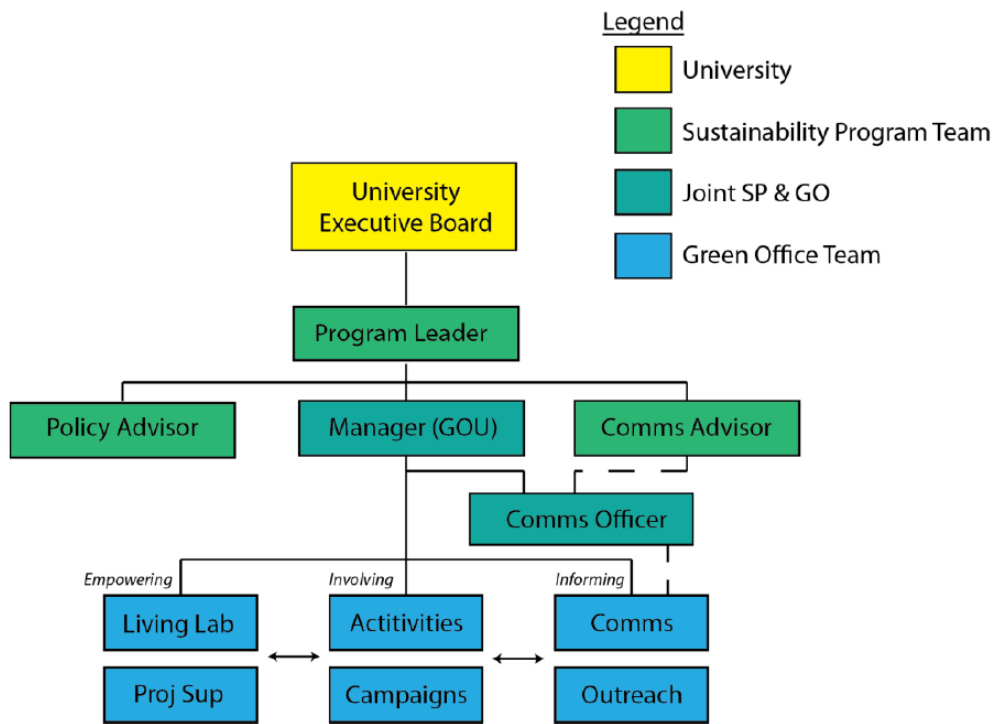 Legend
University
Sustainability Program Team
Joint SP & GO
Green Office Team
University
Executive Board
Program Leader
Policy Advisor
Manager (GOU)
Comms Advisor
Comms Officer
Empowering
Involving
Informing
Living Lab
Actitivities
Comms
Proj Sup
Campaigns
Outreach